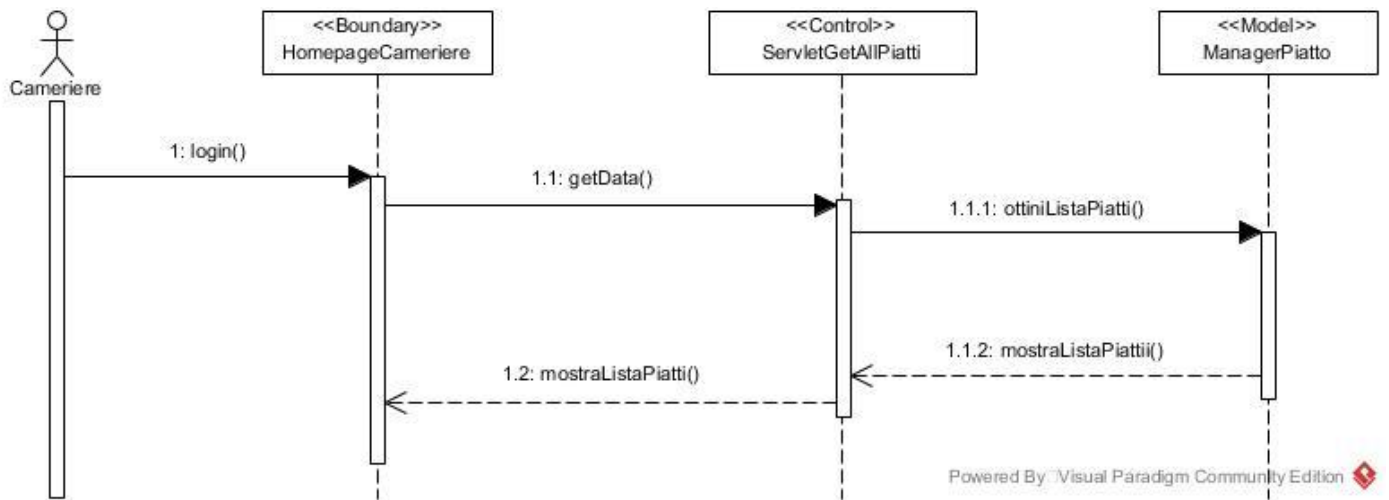 <<Boundary>>
HomepageCameriere
<<Control>>
ServletGetAllPiatti
<<Model>>
ManagerPiatto
Cameriere
1: login()
1.1: getData()
1.1.1: ottiniListaPiatti()
1.1.2: mostraListaPiattii()
1.2: mostraListaPiatti()
Powered By Visual Paradigm Community Edition